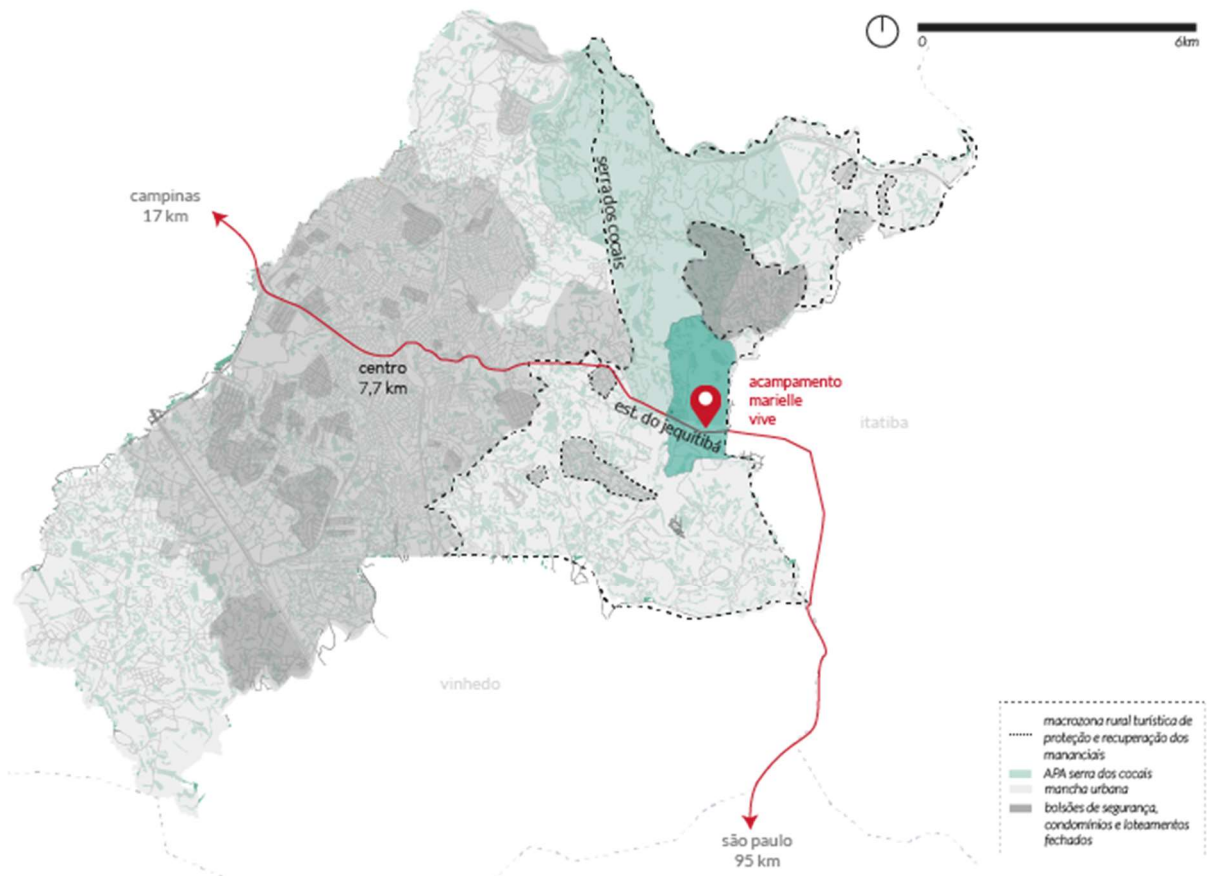 0
6km
campinas
17 km
serra dos cocais
centro
7,7 km
acampamento
marielle
vive
est. do jequitibá
itatiba
vinhedo
são paulo
95 km
macrozona rural turística de
proteção e recuperação dos
mananciais
APA serra dos cocais
mancha urbana
bolsões de segurança,
condomínios e loteamentos
fechados